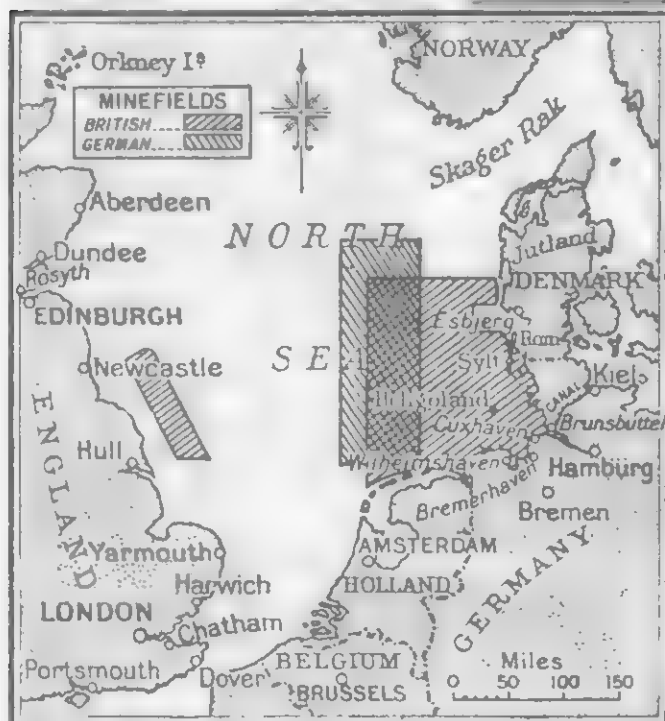 NORWAY
Orkney Iˢ
MINEFIELDS
BRITISH
GERMAN
Skager Rak
Aberdeen
NORTH
Jutland
Dundee
Rosyth
DENMARK
EDINBURGH
Esbjerg
Rom
SEA
Sylt
Newcastle
Kiel
CANAL
Heligoland
Brunsbuttel
Cuxhaven
ENGLAND
Hull
Wilhelmshaven
Hamburg
Bremerhaven
Bremen
Yarmouth
AMSTERDAM
Harwich
HOLLAND
GERMANY
LONDON
Chatham
BELGIUM
Miles
Portsmouth
Dover
BRUSSELS
0 50 100 150